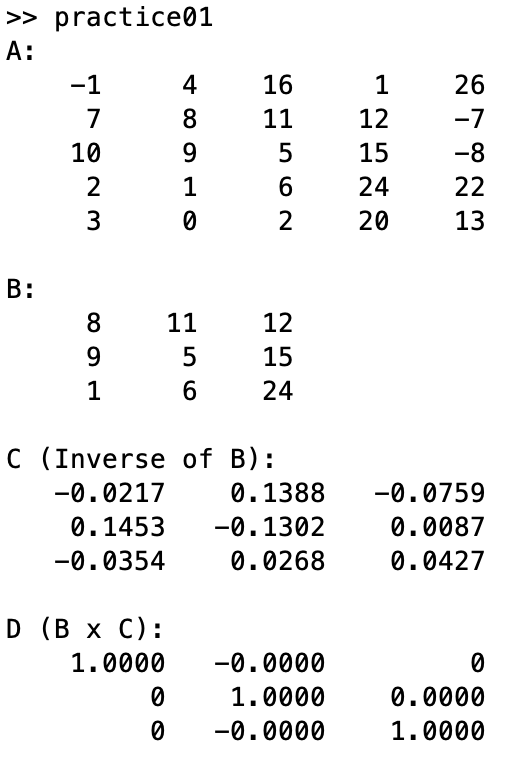 >> practice01
A:
-1 4 16 1 26
7 8 11 12 -7
10 9 5 15 -8
2 1 6 24 22
3 0 2 20 13
B:
8 11 12
9 5 15
1 6 24
C (Inverse of B):
-0.0217 0.1388 -0.0759
0.1453 -0.1302 0.0087
-0.0354 0.0268 0.0427
D (B x C):
1.0000 -0.0000 0
0 1.0000 0.0000
0 -0.0000 1.0000